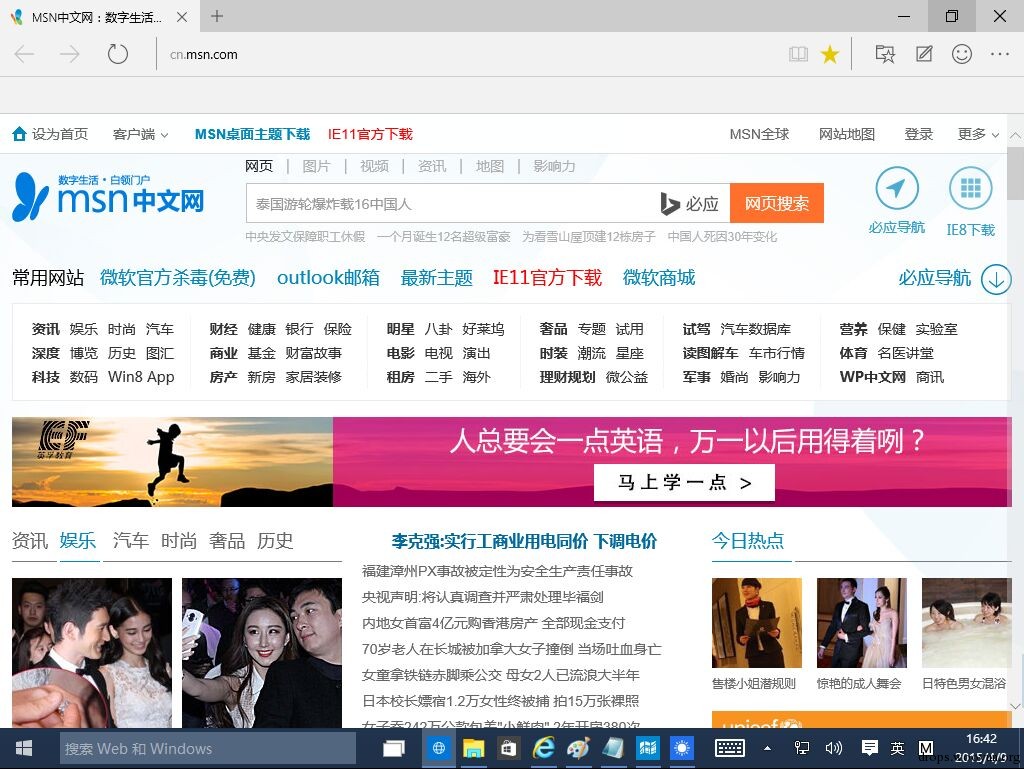 MSN中文网：数字生活...
cn.msn.com
设为首页 客户端 MSN桌面主题下载 IE11官方下载 MSN全球 网站地图 登录 更多
网页 | 图片 | 视频 | 资讯 | 地图 | 影响力
数字生活·白领门户
msn 中文网
泰国游轮爆炸载16中国人 必应 网页搜索
必应导航 IE8下载
中央发文保障职工休假 一个月诞生12名超级富豪 为看雪山屋顶建12栋房子 中国人死因30年变化
常用网站 微软官方杀毒(免费) outlook邮箱 最新主题 IE11官方下载 微软商城 必应导航
资讯 娱乐 时尚 汽车 财经 健康 银行 保险 明星 八卦 好莱坞 奢品 专题 试用 试驾 汽车数据库 营养 保健 实验室
深度 博览 历史 图汇 商业 基金 财富故事 电影 电视 演出 时装 潮流 星座 读图解车 车市行情 体育 名医讲堂
科技 数码 Win8 App 房产 新房 家居装修 租房 二手 海外 理财规划 微公益 军事 婚尚 影响力 WP中文网 商讯
EF
英孚教育
人总要会一点英语，万一以后用得着咧？
马上学一点 >
资讯 娱乐 汽车 时尚 奢品 历史
李克强:实行工商业用电同价 下调电价
福建漳州PX事故被定性为安全生产责任事故
央视声明:将认真调查并严肃处理毕福剑
内地女首富4亿元购香港房产 全部现金支付
70岁老人在长城被加拿大女子撞倒 当场吐血身亡
女童拿铁链赤脚乘公交 母女2人已流浪大半年
日本校长嫖宿1.2万女性终被捕 拍15万张裸照
女子乔242万公款包养"小鲜肉" 2年开房380次
今日热点
售楼小姐潜规则 惊艳的成人舞会 日特色男女混浴
unicef
搜索 Web 和 Windows
英 M
16:42
2015/4/9